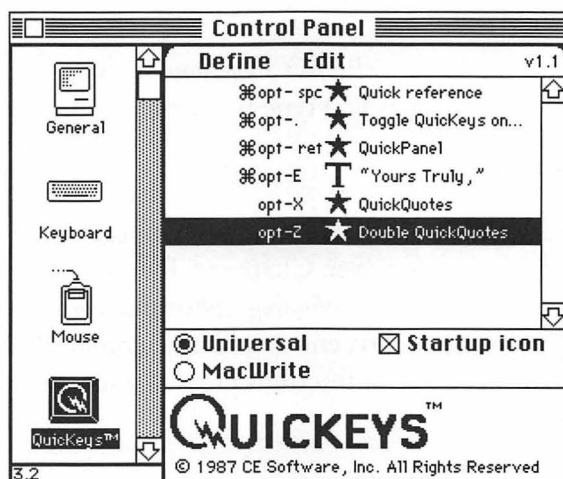 Control Panel
General
Keyboard
Mouse
QuicKeys™
3.2
Define Edit v1.1
⌘opt- spc ★ Quick reference
⌘opt-. ★ Toggle QuicKeys on...
⌘opt- ret ★ QuickPanel
⌘opt-E T "Yours Truly,"
opt-X ★ QuickQuotes
opt-Z ★ Double QuickQuotes
Universal Startup icon
MacWrite
QUICKEYS™
© 1987 CE Software, Inc. All Rights Reserved